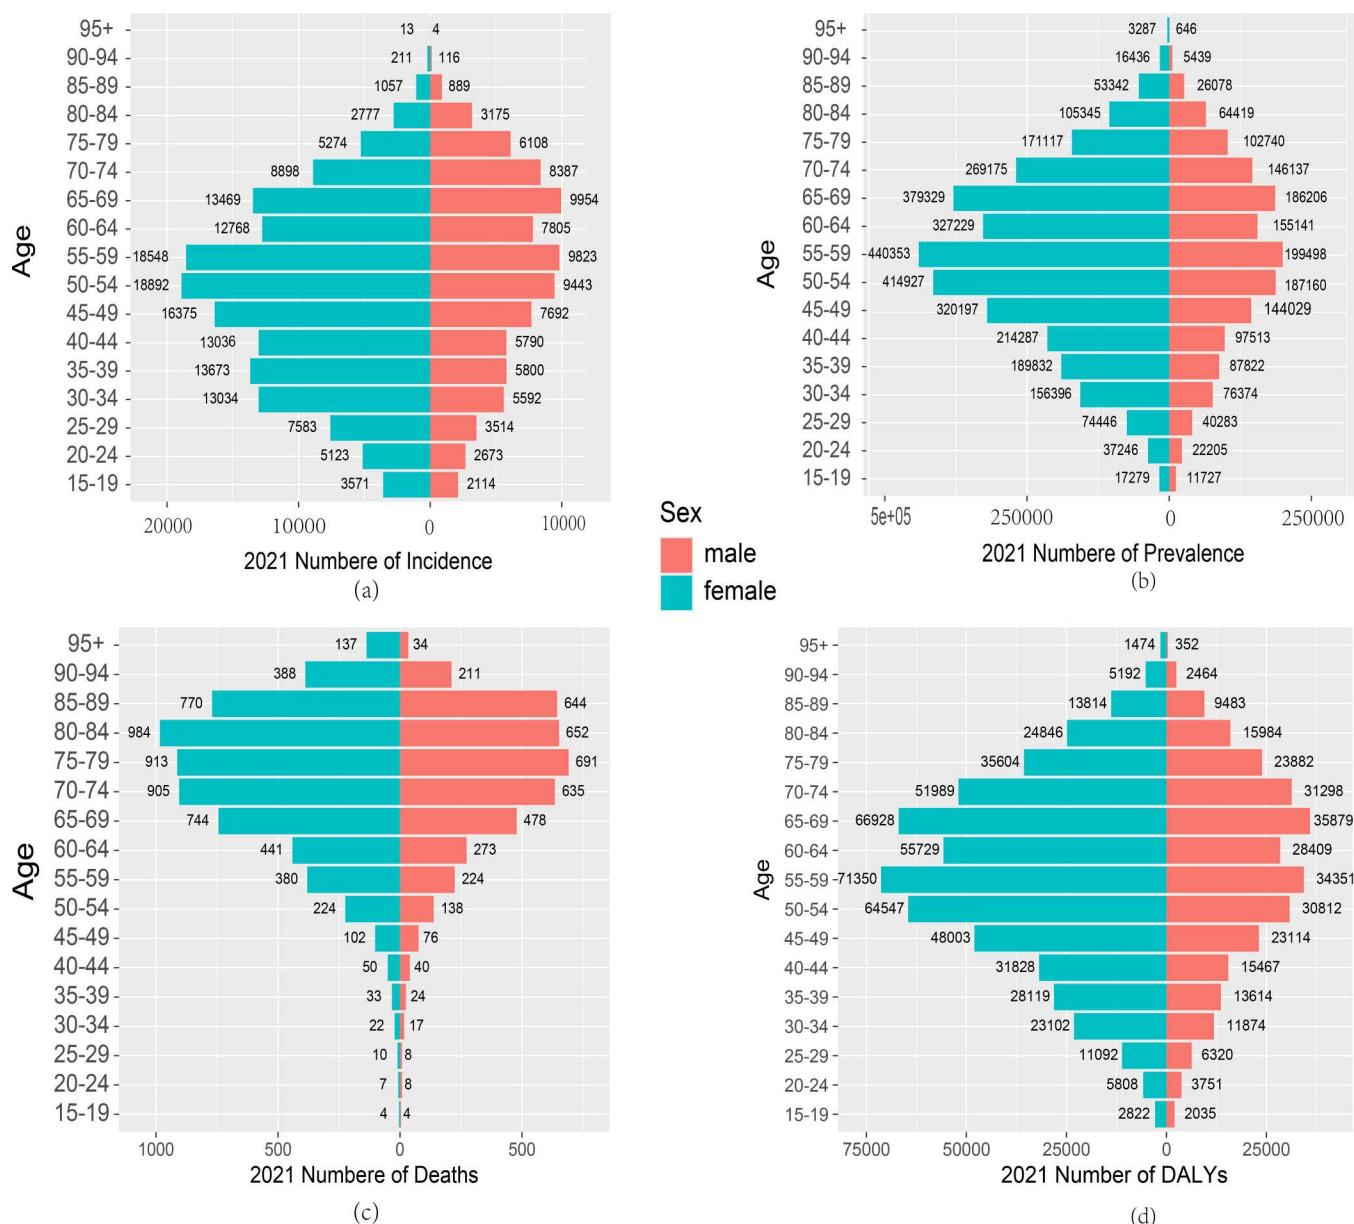 95+ 13 4
90-94 211 116
85-89 1057 889
80-84 2777 3175
75-79 5274 6108
70-74 8898 8387
65-69 13469 9954
60-64 12768 7805
55-59 18548 9823
50-54 18892 9443
45-49 16375 7692
40-44 13036 5790
35-39 13673 5800
30-34 13034 5592
25-29 7583 3514
20-24 5123 2673
15-19 3571 2114
Age
20000 10000 0 10000
2021 Numbere of Incidence
(a)
95+ 3287 646
90-94 16436 5439
85-89 53342 26078
80-84 105345 64419
75-79 171117 102740
70-74 269175 146137
65-69 379329 186206
60-64 327229 155141
55-59 440353 199498
50-54 414927 187160
45-49 320197 144029
40-44 214287 97513
35-39 189832 87822
30-34 156396 76374
25-29 74446 40283
20-24 37246 22205
15-19 17279 11727
Age
5e+05 250000 0 250000
2021 Numbere of Prevalence
(b)
Sex
male
female
95+ 137 34
90-94 388 211
85-89 770 644
80-84 984 652
75-79 913 691
70-74 905 635
65-69 744 478
60-64 441 273
55-59 380 224
50-54 224 138
45-49 102 76
40-44 50 40
35-39 33 24
30-34 22 17
25-29 10 8
20-24 7 8
15-19 4 4
Age
1000 500 0 500
2021 Numbere of Deaths
(c)
95+ 1474 352
90-94 5192 2464
85-89 13814 9483
80-84 24846 15984
75-79 35604 23882
70-74 51989 31298
65-69 66928 35879
60-64 55729 28409
55-59 71350 34351
50-54 64547 30812
45-49 48003 23114
40-44 31828 15467
35-39 28119 13614
30-34 23102 11874
25-29 11092 6320
20-24 5808 3751
15-19 2822 2035
Age
75000 50000 25000 0 25000
2021 Number of DALYs
(d)